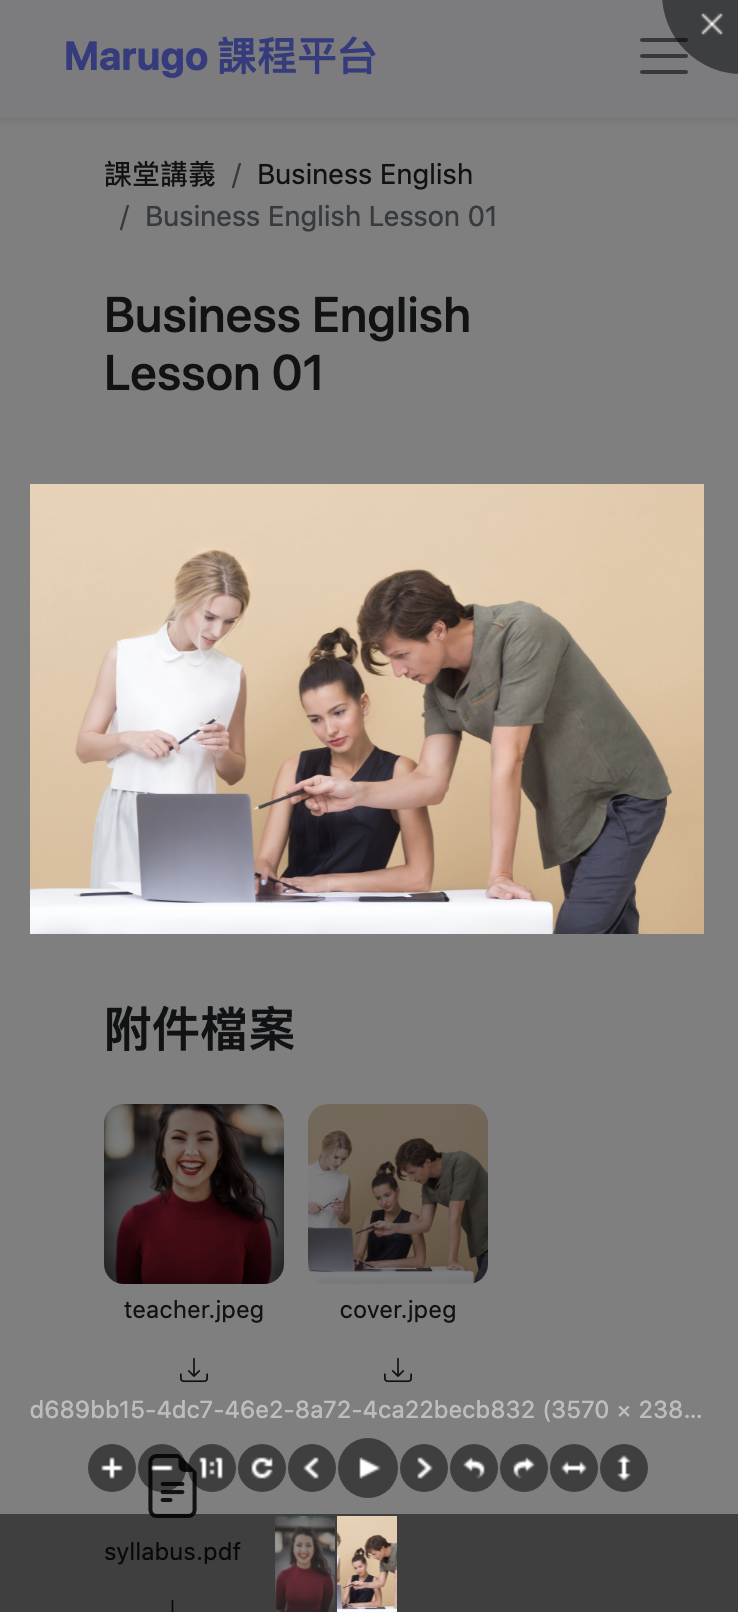 Marugo 課程平台
課堂講義 / Business English
/ Business English Lesson 01
Business English
Lesson 01
附件檔案
teacher.jpeg
cover.jpeg
d689bb15-4dc7-46e2-8a72-4ca22becb832 (3570 × 238...
1:1
syllabus.pdf